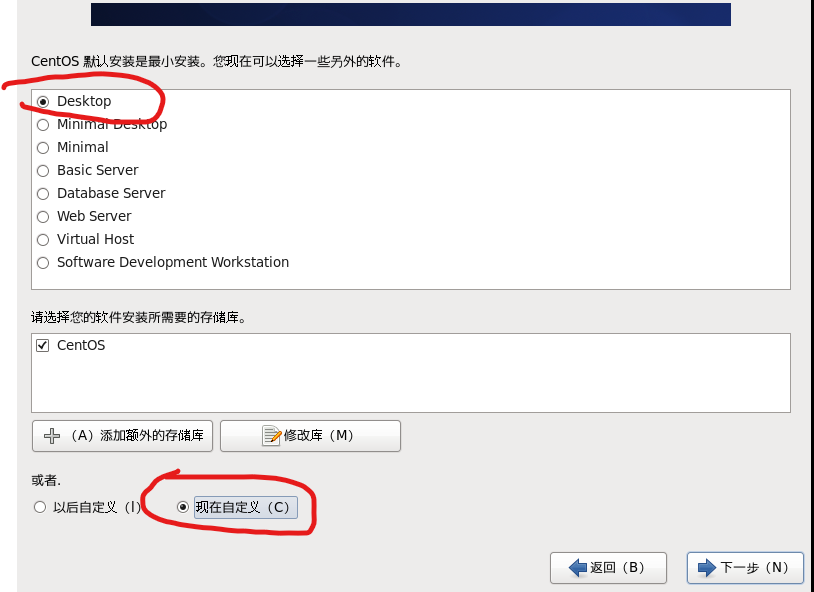 CentOS 默认安装是最小安装。您现在可以选择一些另外的软件。
Desktop
Minimal Desktop
Minimal
Basic Server
Database Server
Web Server
Virtual Host
Software Development Workstation
请选择您的软件安装所需要的存储库。
CentOS
（A）添加额外的存储库 修改库（M）
或者.
以后自定义（l） 现在自定义（C）
返回（B） 下一步（N）